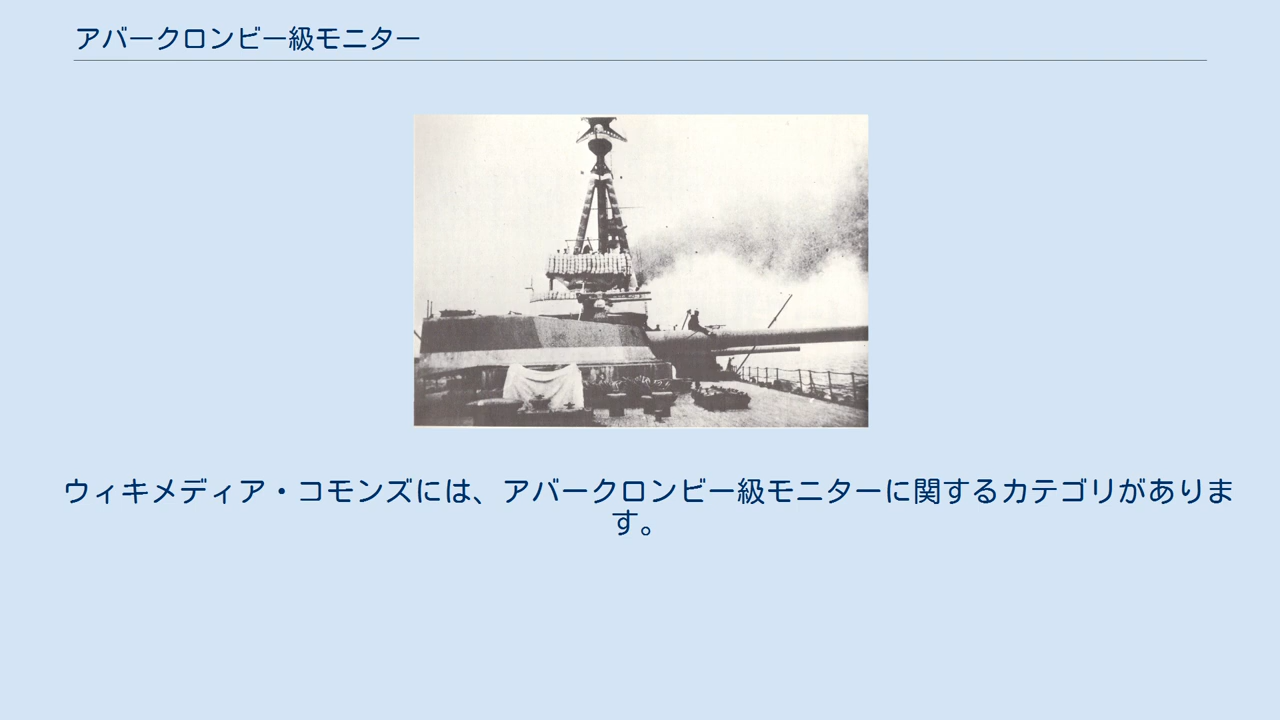 アバークロンビー級モニター
ウィキメディア・コモンズには、アバークロンビー級モニターに関するカテゴリがありま
す。